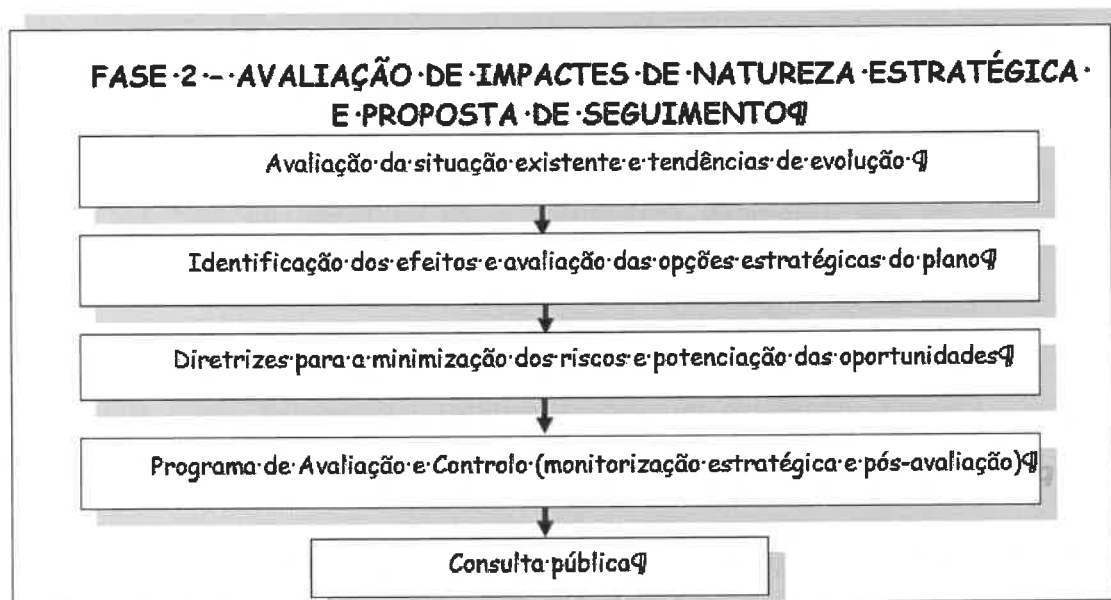 FASE·2·–·AVALIAÇÃO·DE·IMPACTES·DE·NATUREZA·ESTRATÉGICA·
E·PROPOSTA·DE·SEGUIMENTO¶
Avaliação·da·situação·existente·e·tendências·de·evolução·¶
Identificação·dos·efeitos·e·avaliação·das·opções·estratégicas·do·plano¶
Diretrizes·para·a·minimização·dos·riscos·e·potenciação·das·oportunidades¶
Programa·de·Avaliação·e·Controlo·(monitorização·estratégica·e·pós-avaliação)¶
Consulta·pública¶